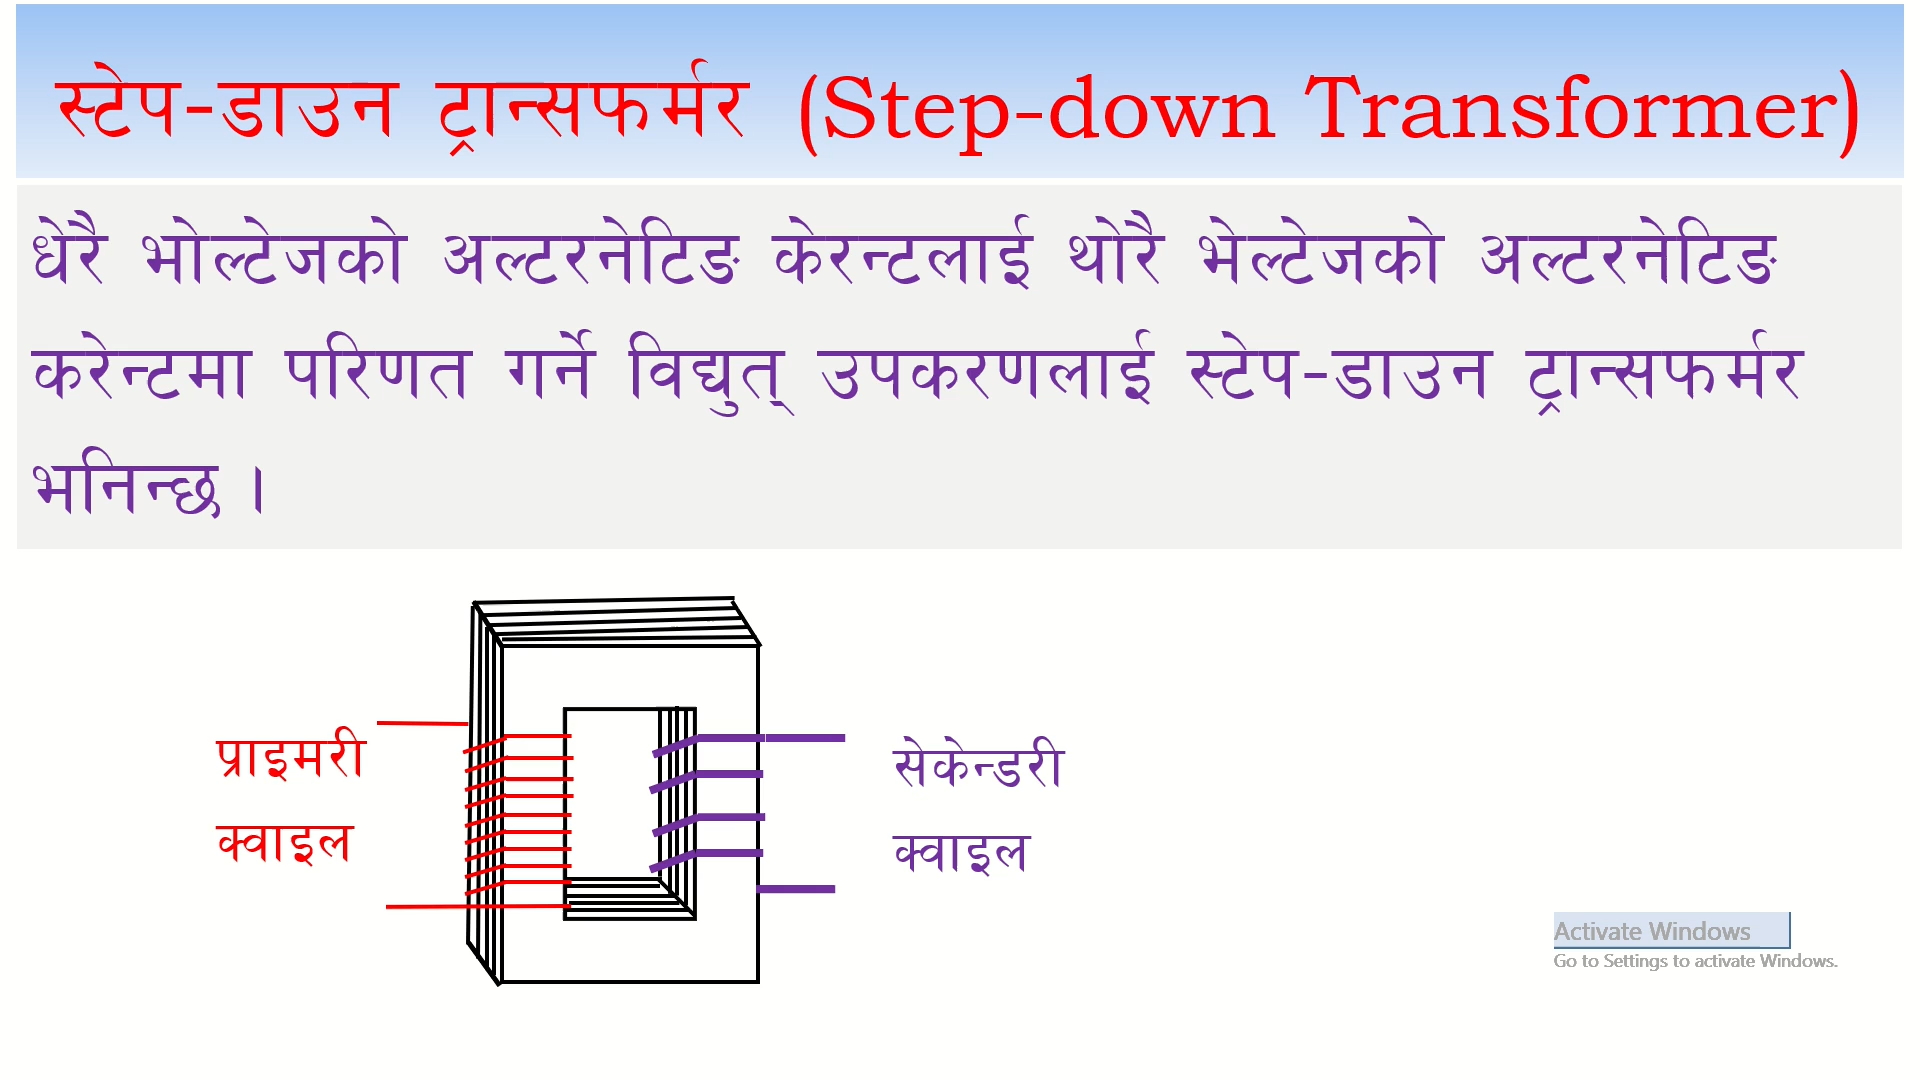 स्टेप-डाउन ट्रान्सफर्मर (Step-down Transformer)
धेरै भोल्टेजको अल्टरनेटिङ केरन्टलाई थोरै भेल्टेजको अल्टरनेटिङ
करेन्टमा परिणत गर्ने विद्युत् उपकरणलाई स्टेप-डाउन ट्रान्सफर्मर
भनिन्छ ।
प्राइमरी
क्वाइल
सेकेन्डरी
क्वाइल
Activate Windows
Go to Settings to activate Windows.